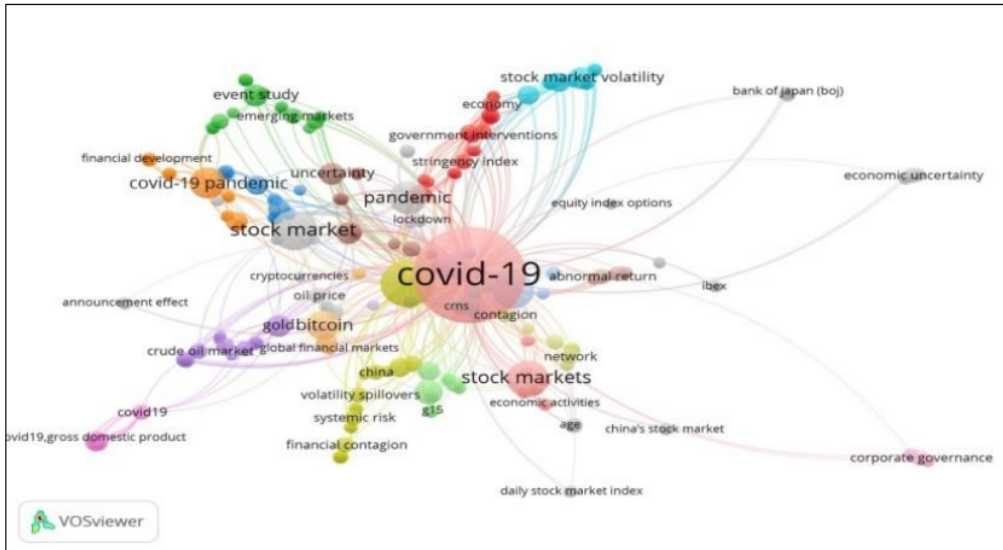 stock market volatility
bank of japan (boj)
event study
economy
emerging markets
government interventions
financial development
stringency index
uncertainty
economic uncertainty
covid-19 pandemic
pandemic
equity index options
lockdown
stock market
covid-19
cryptocurrencies
abnormal return
ibex
oil price
announcement effect
crns
contagion
gold
bitcoin
crude oil market
global financial markets
network
china
stock markets
volatility spillovers
g15
economic activities
covid19
systemic risk
age
china's stock market
ovid19,gross domestic product
financial contagion
corporate governance
daily stock market index
VOSviewer